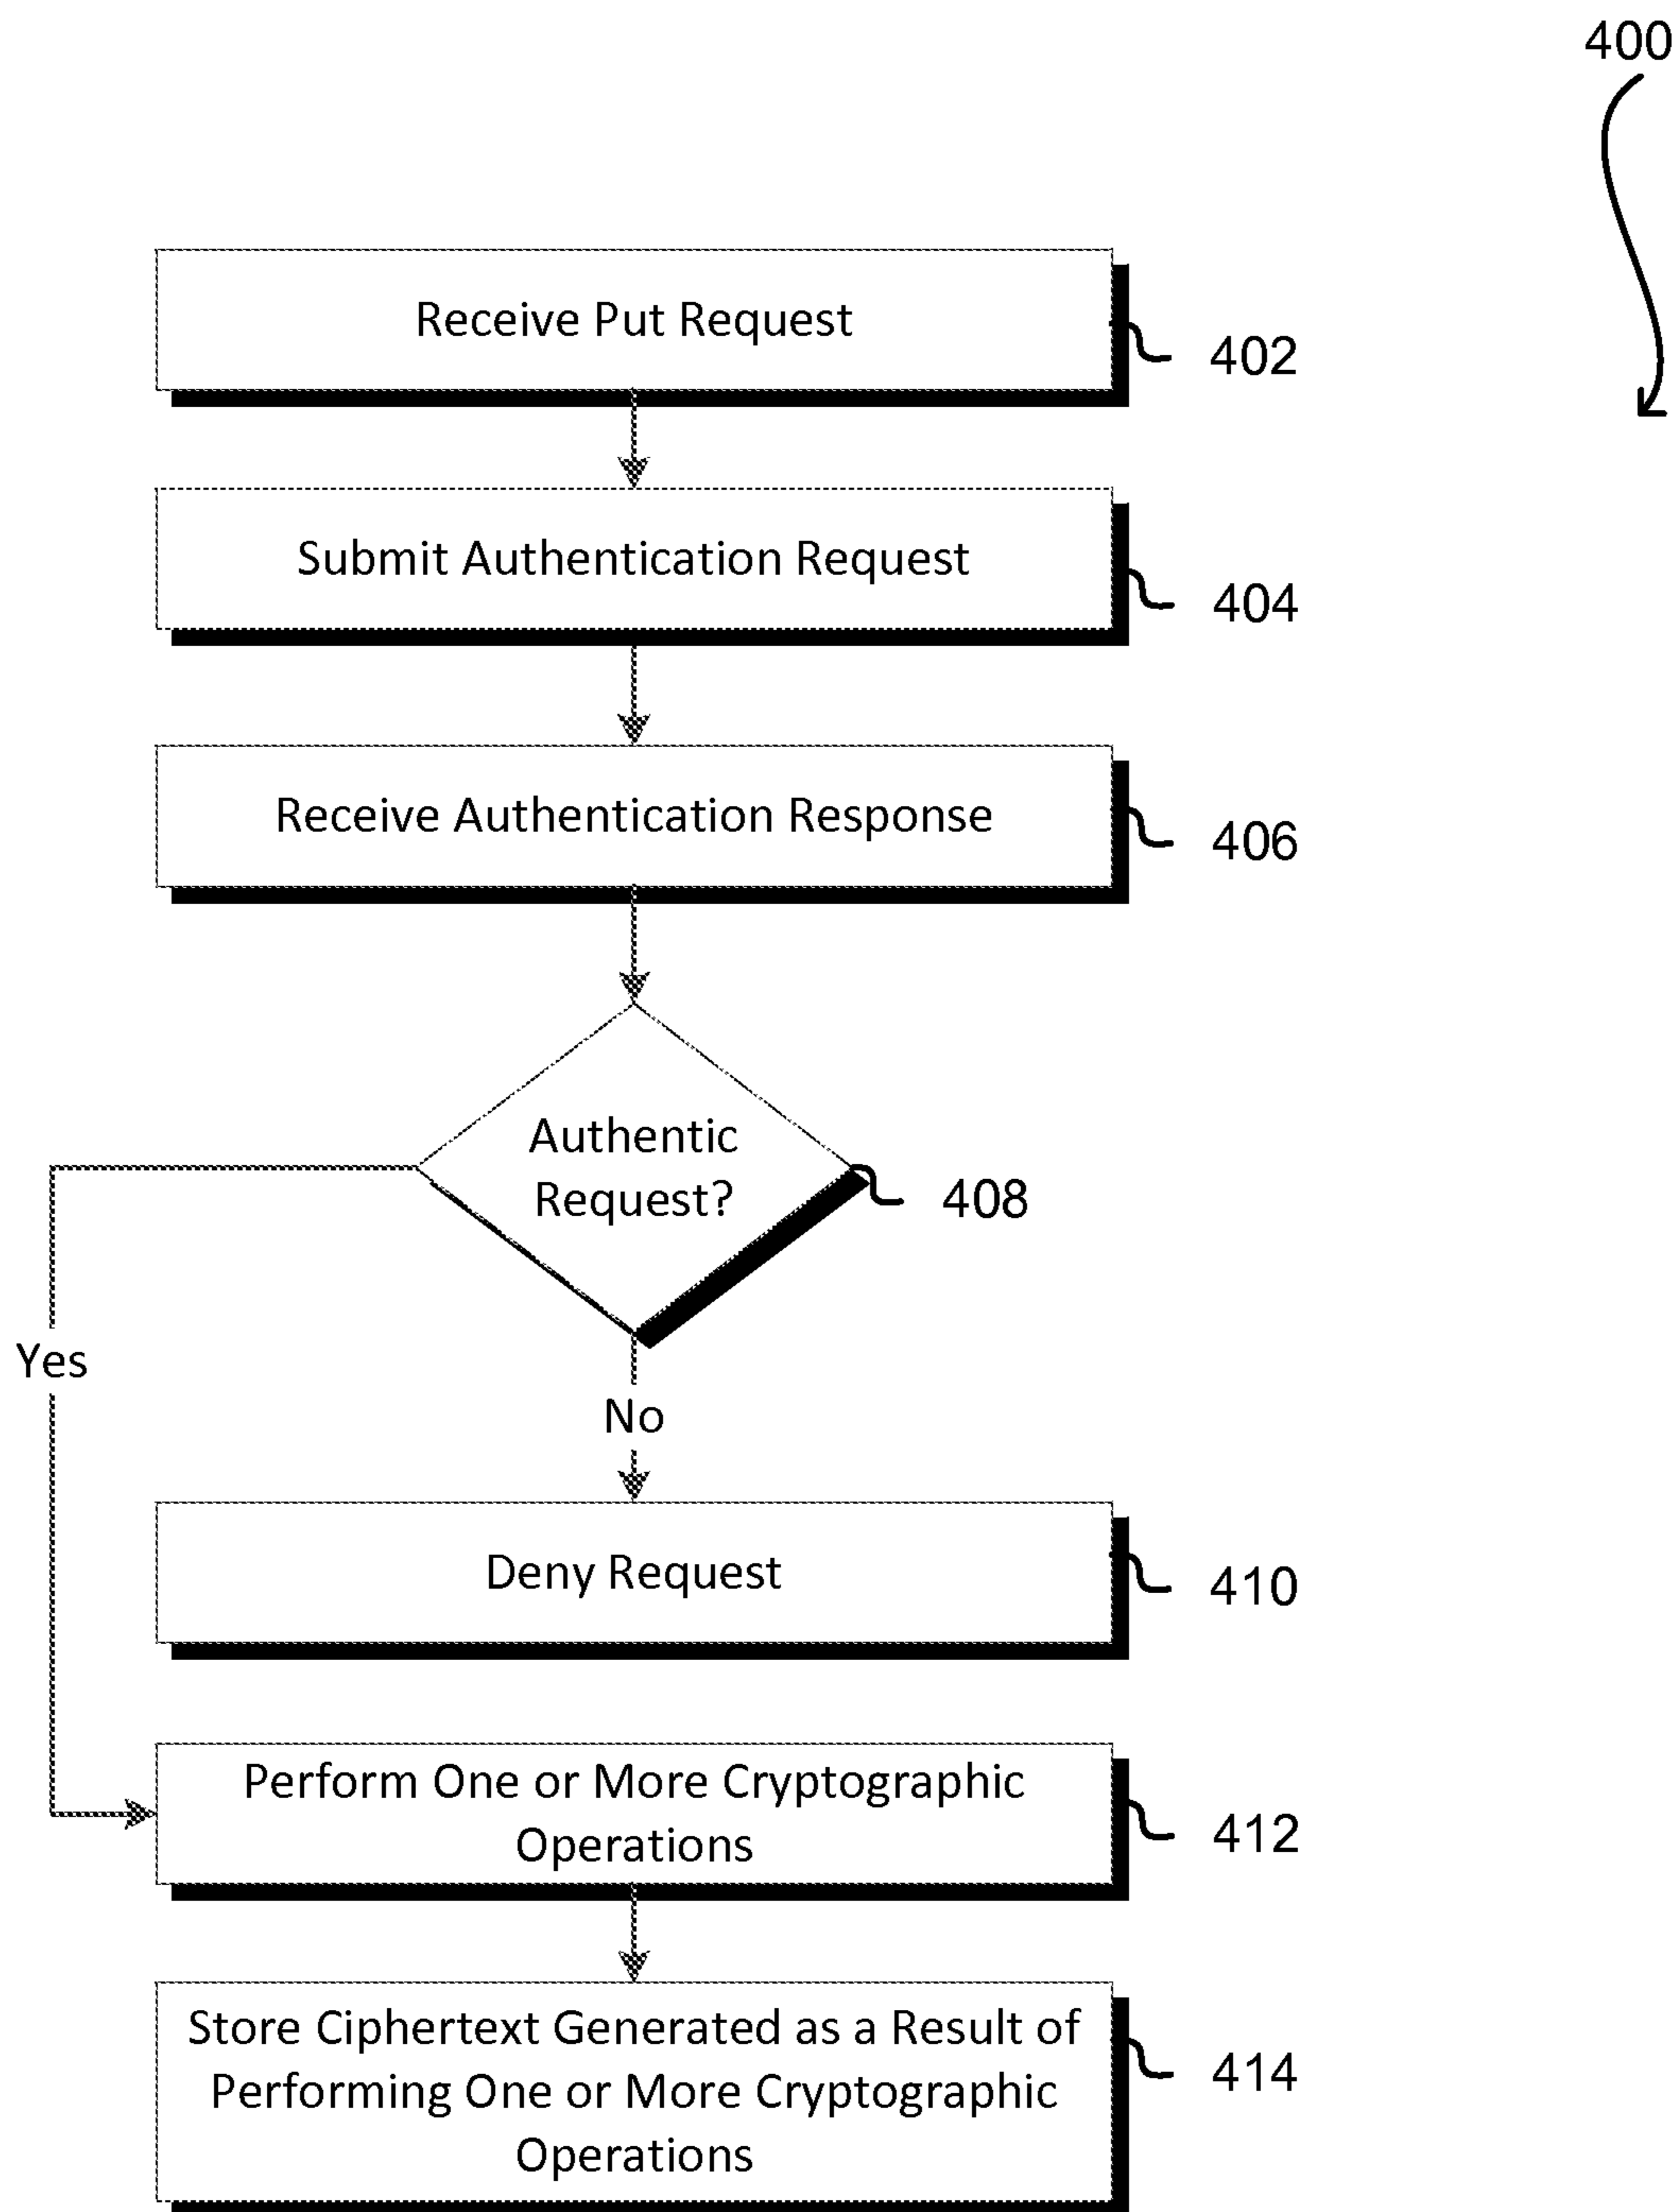 400
Receive Put Request
402
Submit Authentication Request
404
Receive Authentication Response
406
Authentic
Request?
408
Yes
No
Deny Request
410
Perform One or More Cryptographic
Operations
412
Store Ciphertext Generated as a Result of
Performing One or More Cryptographic
Operations
414